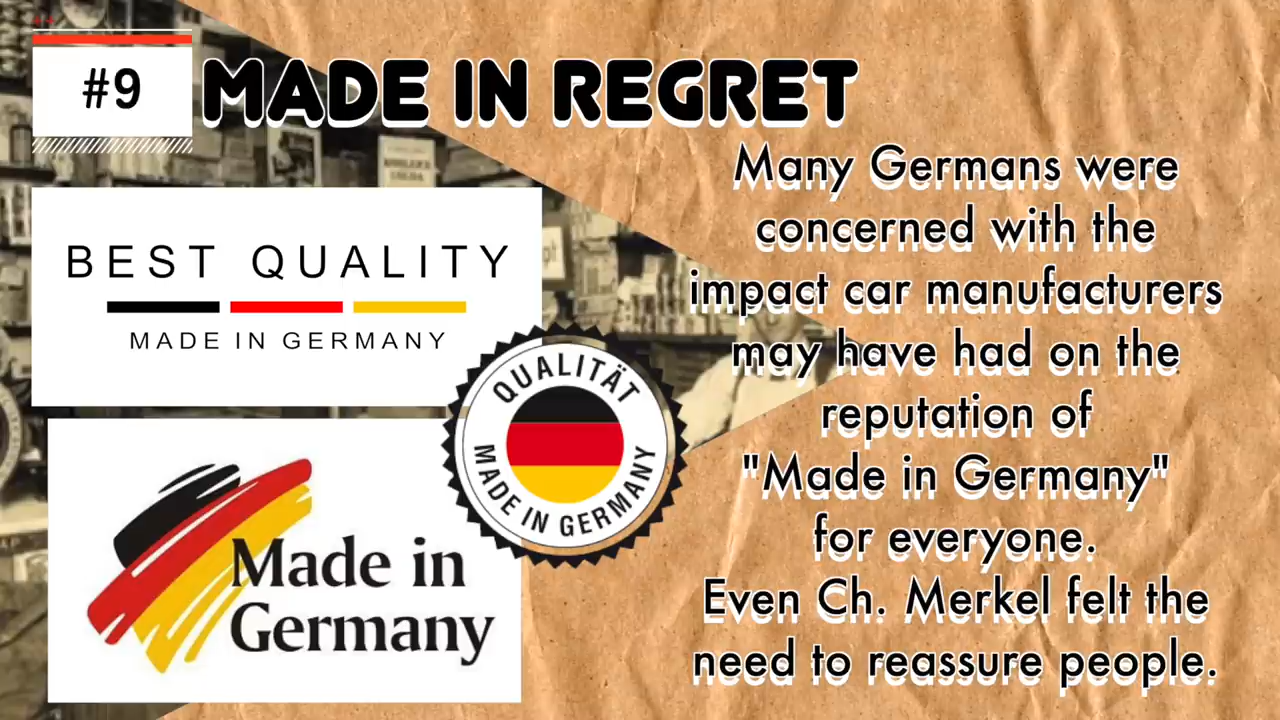 #9
MADE IN REGRET
BEST QUALITY
MADE IN GERMANY
QUALITÄT
MADE IN GERMANY
Made in
Germany
Many Germans were
concerned with the
impact car manufacturers
may have had on the
reputation of
"Made in Germany"
for everyone.
Even Ch. Merkel felt the
need to reassure people.